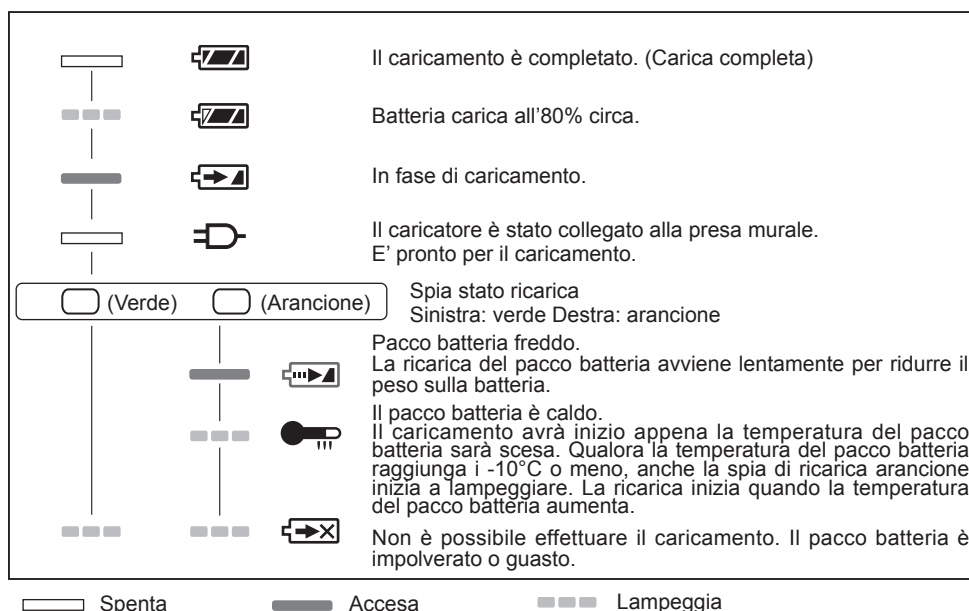 Il caricamento è completato. (Carica completa)
Batteria carica all'80% circa.
In fase di caricamento.
Il caricatore è stato collegato alla presa murale.
E' pronto per il caricamento.
(Verde) (Arancione) Spia stato ricarica
Sinistra: verde Destra: arancione
Pacco batteria freddo.
La ricarica del pacco batteria avviene lentamente per ridurre il
peso sulla batteria.
Il pacco batteria è caldo.
Il caricamento avrà inizio appena la temperatura del pacco
batteria sarà scesa. Qualora la temperatura del pacco batteria
raggiunga i -10°C o meno, anche la spia di ricarica arancione
inizia a lampeggiare. La ricarica inizia quando la temperatura
del pacco batteria aumenta.
Non è possibile effettuare il caricamento. Il pacco batteria è
impolverato o guasto.
Spenta Accesa Lampeggia